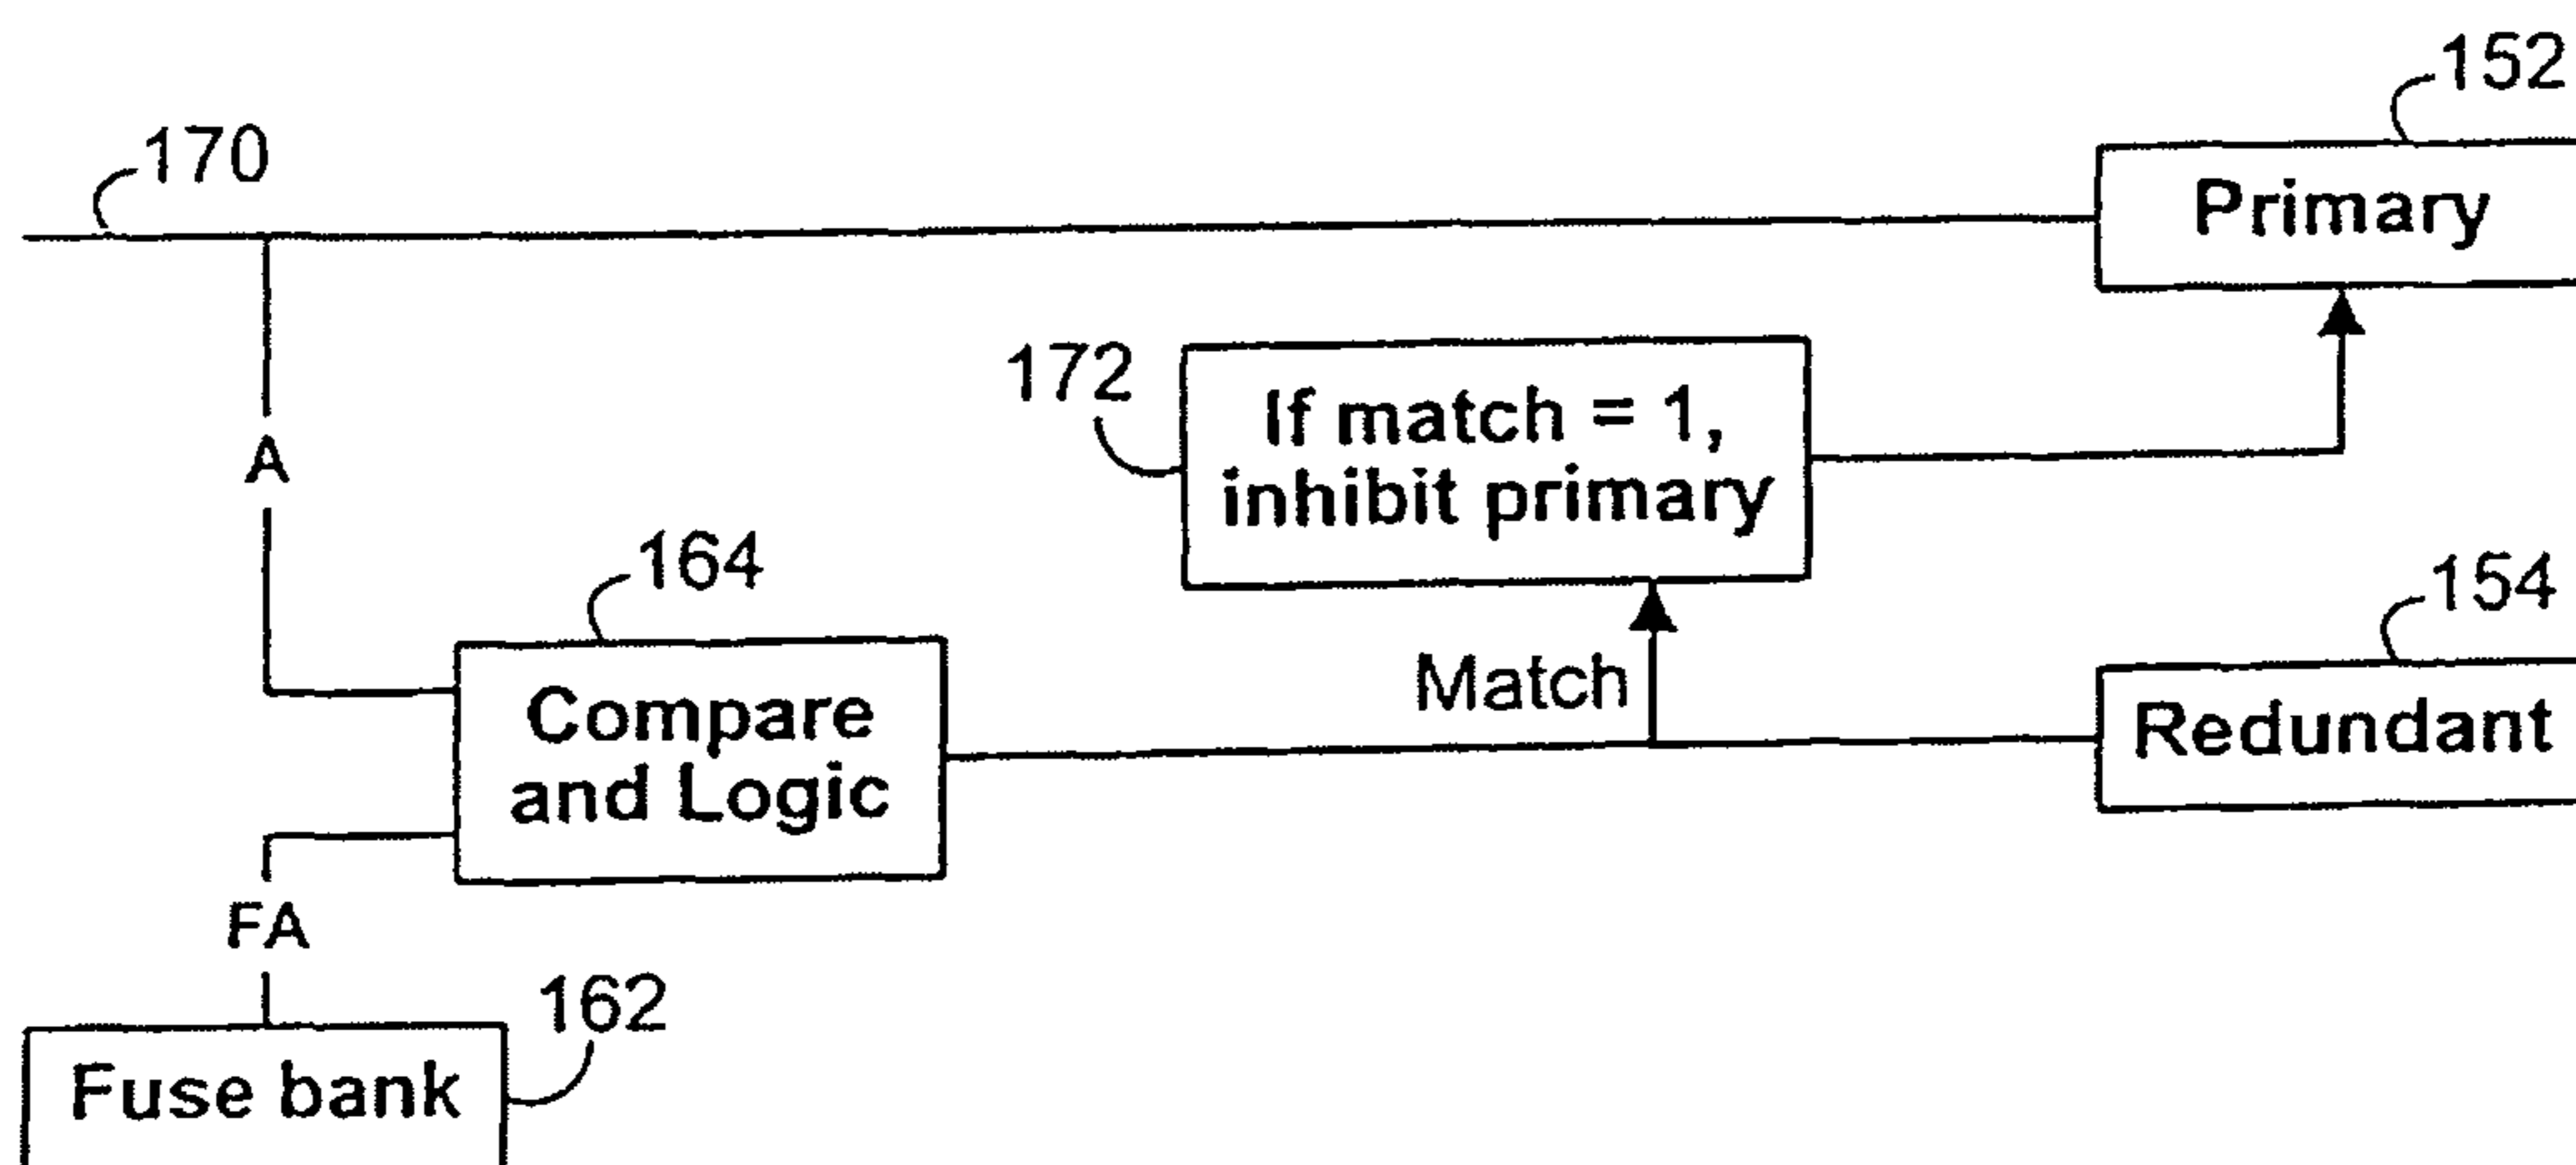 152
170
Primary
172
If match = 1,
inhibit primary
A
164
154
Match
Redundant
Compare
and Logic
FA
162
Fuse bank